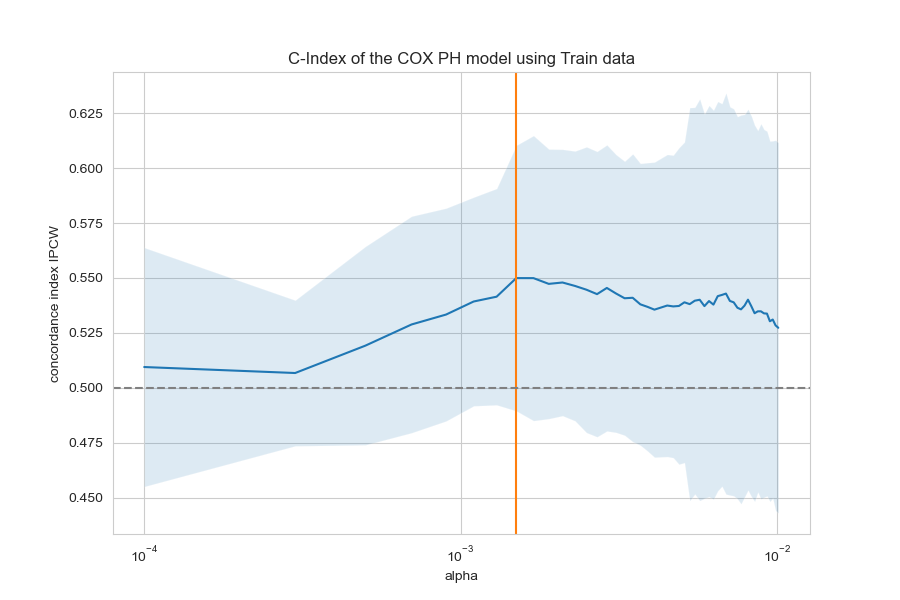 C-Index of the COX PH model using Train data
concordance index IPCW
0.625
0.600
0.575
0.550
0.525
0.500
0.475
0.450
10⁻⁴ 10⁻³ 10⁻²
alpha